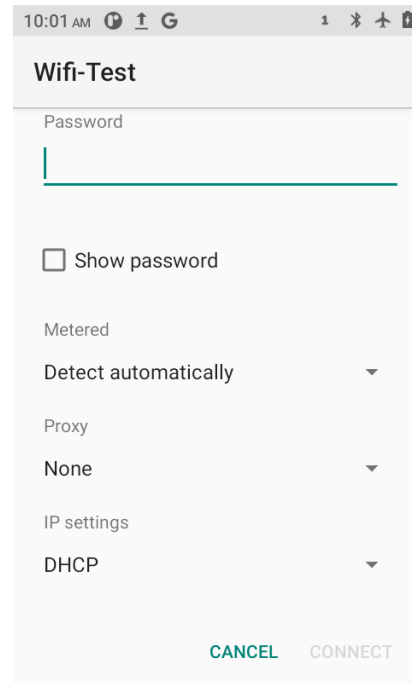 10:01 AM G 1
Wifi-Test
Password
Show password
Metered
Detect automatically
Proxy
None
IP settings
DHCP
CANCEL CONNECT